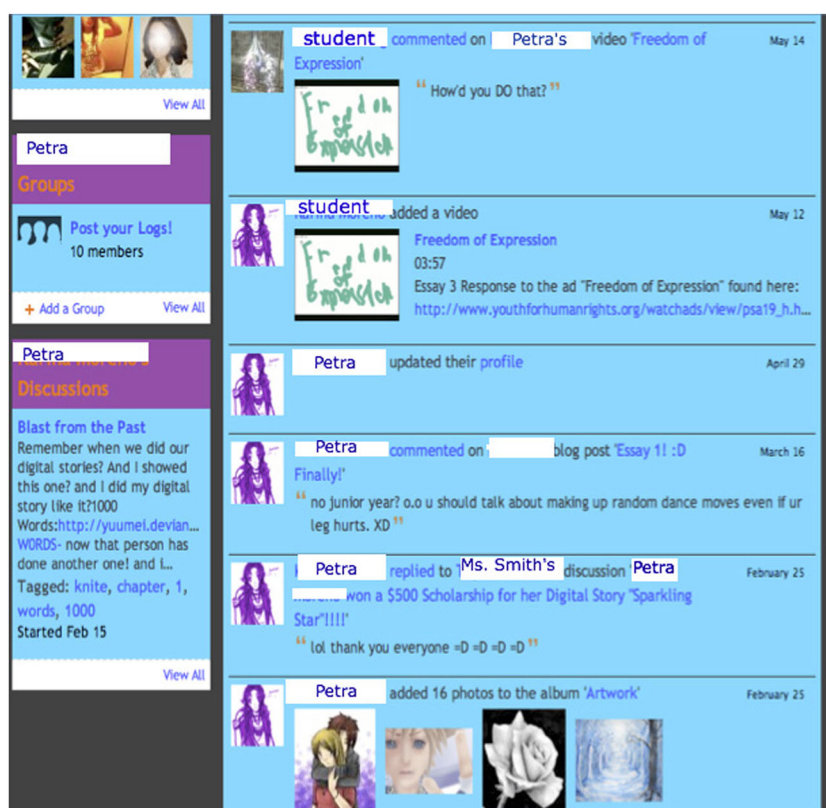 View All
Petra
Groups
Post your Logs!
10 members
+ Add a Group View All
Petra
Discussions
Blast from the Past
Remember when we did our
digital stories? And I showed
this one? and I did my digital
story like it?1000
Words:http://yuumei.devian...
WORDS- now that person has
done another one! and i...
Tagged: knite, chapter, 1,
words, 1000
Started Feb 15
View All
student commented on Petra's video 'Freedom of May 14
Expression'
“ How'd you DO that? ”
Freedom
of
Expression
student added a video May 12
Freedom of Expression
03:57
Essay 3 Response to the ad "Freedom of Expression" found here:
http://www.youthforhumanrights.org/watchads/view/psa19_h.h...
Freedom
of
Expression
Petra updated their profile April 29
Petra commented on blog post 'Essay 1! :D March 16
Finally!'
“ no junior year? o.o u should talk about making up random dance moves even if ur
leg hurts. XD ”
Petra replied to Ms. Smith's discussion 'Petra February 25
won a $500 Scholarship for her Digital Story "Sparkling
Star"!!!!'
“ lol thank you everyone =D =D =D =D ”
Petra added 16 photos to the album 'Artwork' February 25